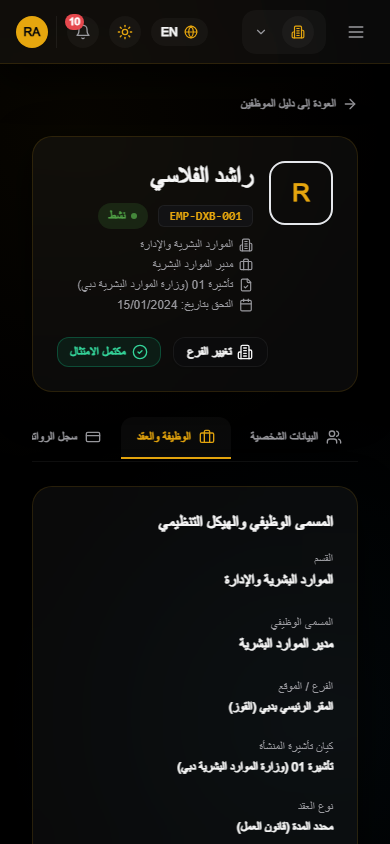 RA
10
EN
العودة إلى دليل الموظفين
R
راشد الفلاسي
EMP-DXB-001
نشط
الموارد البشرية والإدارة
مدير الموارد البشرية
تأشيرة 01 (وزارة الموارد البشرية دبي)
التحق بتاريخ: 15/01/2024
تغيير الفرع
مكتمل الامتثال
البيانات الشخصية
الوظيفة والعقد
سجل الرواتب
المسمى الوظيفي والهيكل التنظيمي
القسم
الموارد البشرية والإدارة
المسمى الوظيفي
مدير الموارد البشرية
الفرع / الموقع
المقر الرئيسي بدبي (القوز)
كيان تأشيرة المنشأة
تأشيرة 01 (وزارة الموارد البشرية دبي)
نوع العقد
محدد المدة (قانون العمل)